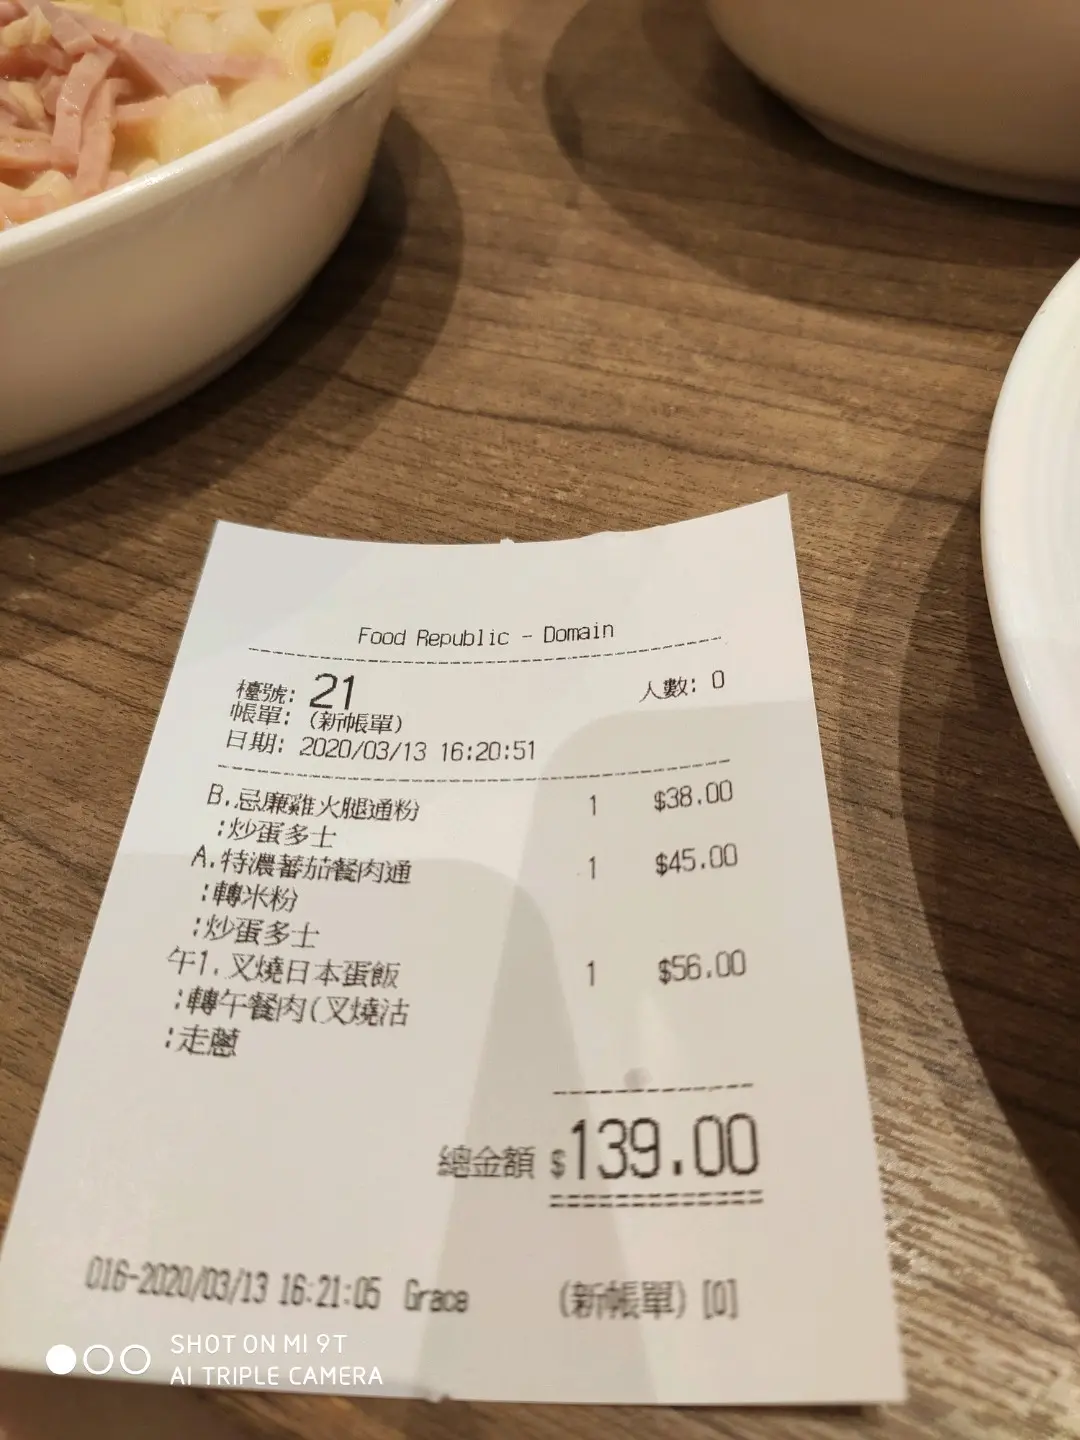 Food Republic - Domain
檯號: 21 人數: 0
帳單: (新帳單)
日期: 2020/03/13 16:20:51
B.忌廉雞火腿通粉 1 $38.00
:炒蛋多士
A.特濃蕃茄餐肉通 1 $45.00
:轉米粉
:炒蛋多士
午1.叉燒日本蛋飯 1 $56.00
:轉午餐肉(叉燒沽
:走蔥
總金額 $139.00
016-2020/03/13 16:21:05 Grace (新帳單) [0]
SHOT ON MI 9T
AI TRIPLE CAMERA